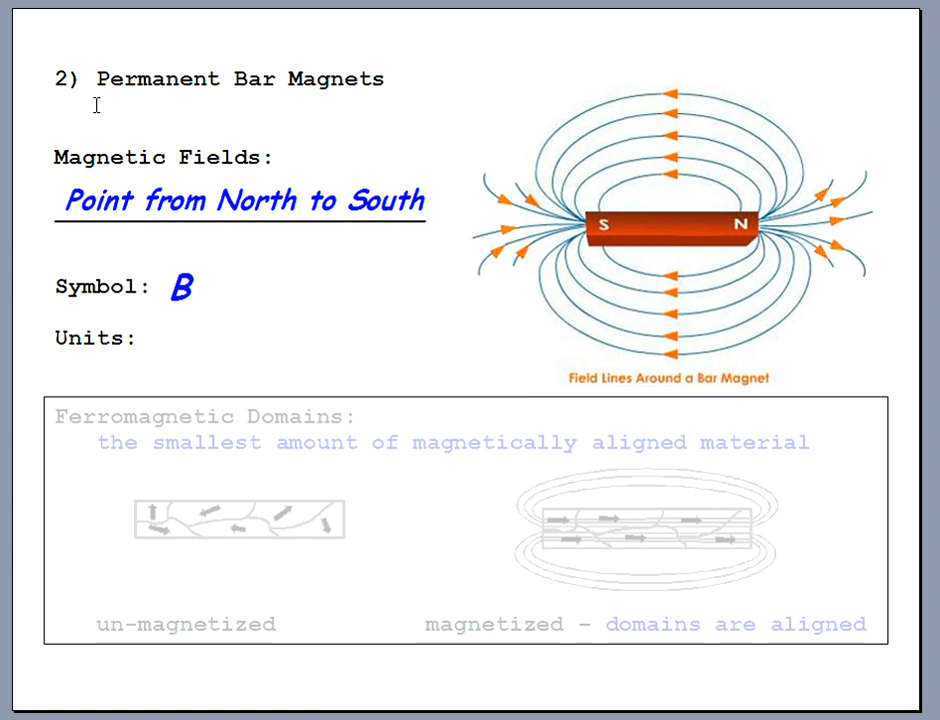 2) Permanent Bar Magnets
Magnetic Fields:
Point from North to South
Symbol: B
Units:
S N
Field Lines Around a Bar Magnet
Ferromagnetic Domains:
the smallest amount of magnetically aligned material
un-magnetized
magnetized – domains are aligned